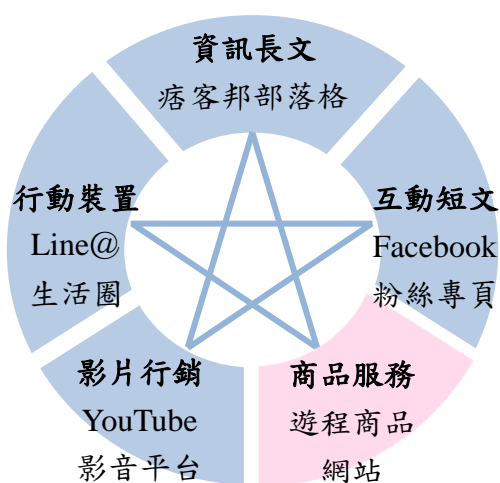 資訊長文
痞客邦部落格
互動短文
Facebook
粉絲專頁
商品服務
遊程商品
網站
影片行銷
YouTube
影音平台
行動裝置
Line@
生活圈